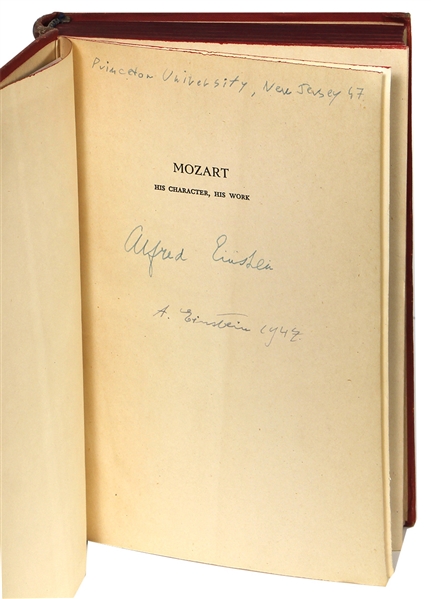 Princeton University, New Jersey 47
MOZART
HIS CHARACTER, HIS WORK
Alfred Einstein
A. Einstein 1947.